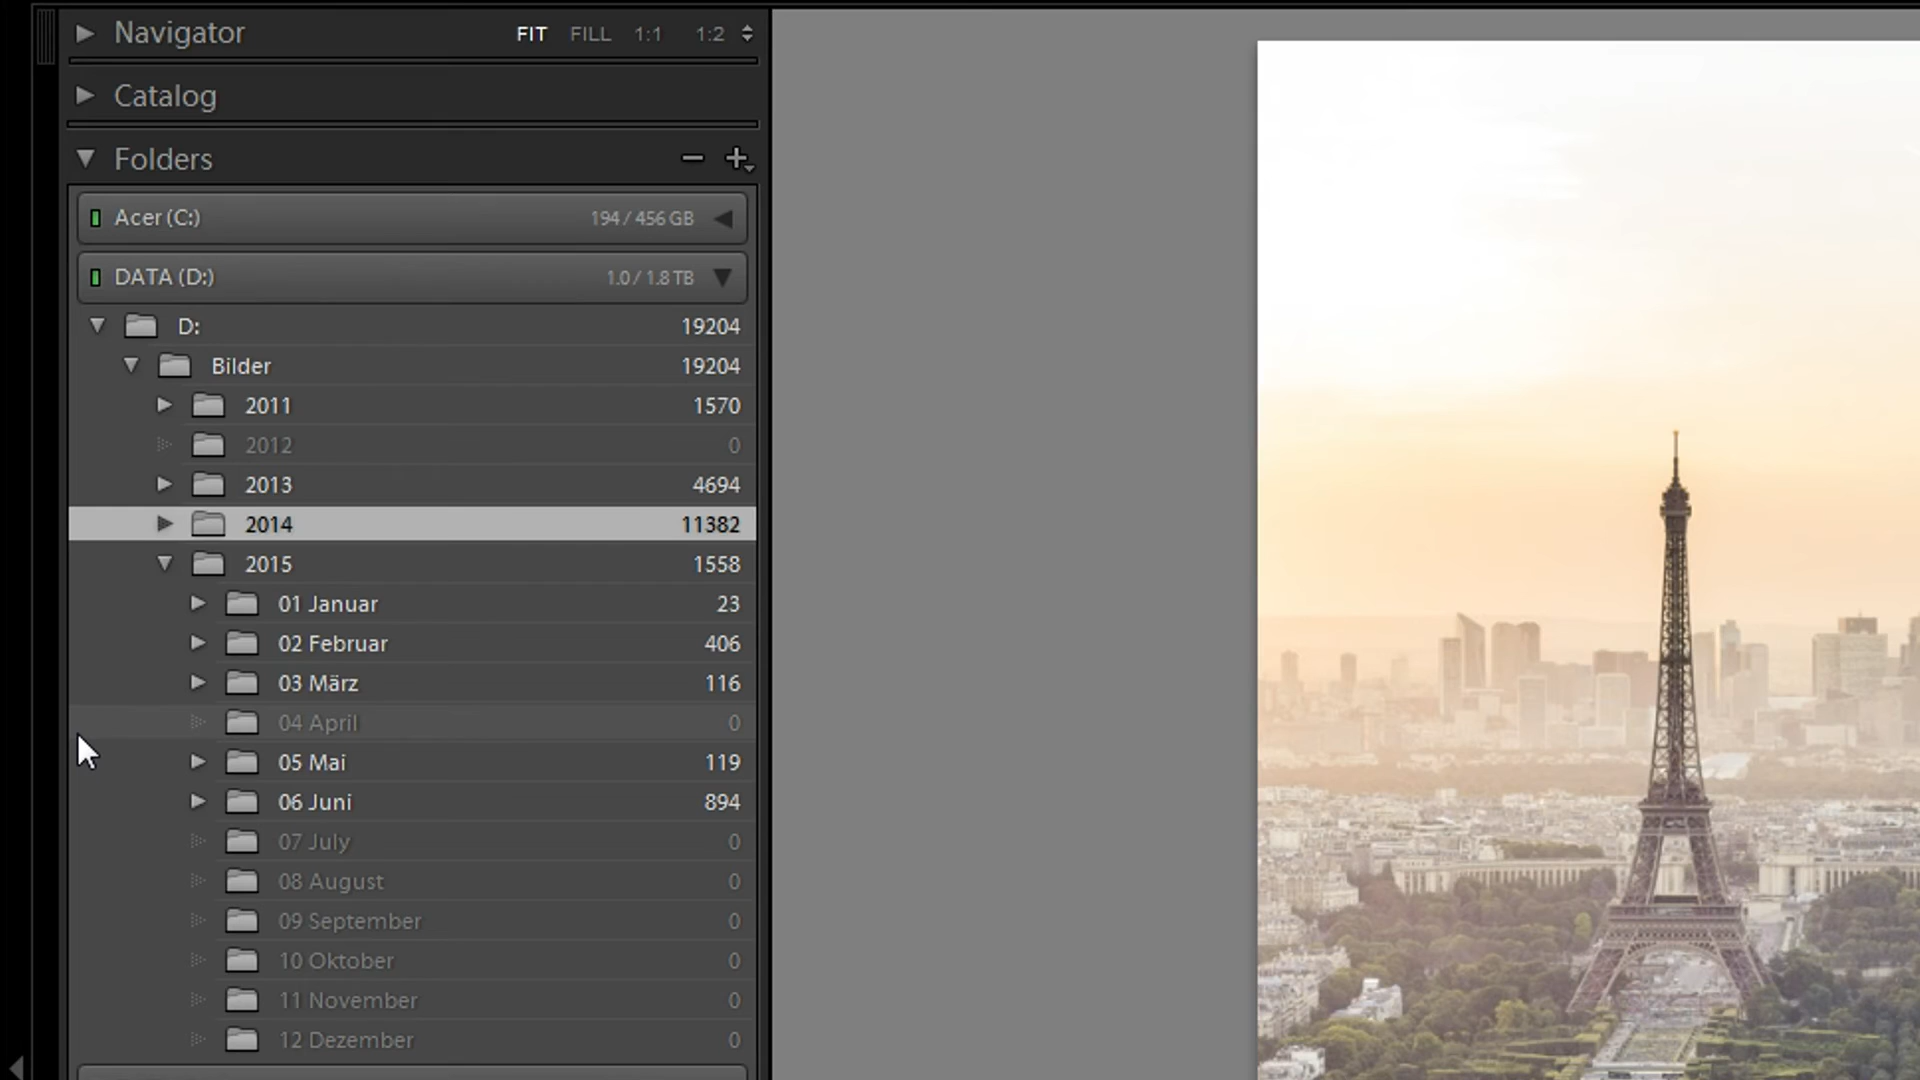 Navigator FIT FILL 1:1 1:2
Catalog
Folders
Acer (C:) 194 / 456 GB
DATA (D:) 1.0 / 1.8 TB
D: 19204
Bilder 19204
2011 1570
2012 0
2013 4694
2014 11382
2015 1558
01 Januar 23
02 Februar 406
03 März 116
04 April 0
05 Mai 119
06 Juni 894
07 July 0
08 August 0
09 September 0
10 Oktober 0
11 November 0
12 Dezember 0